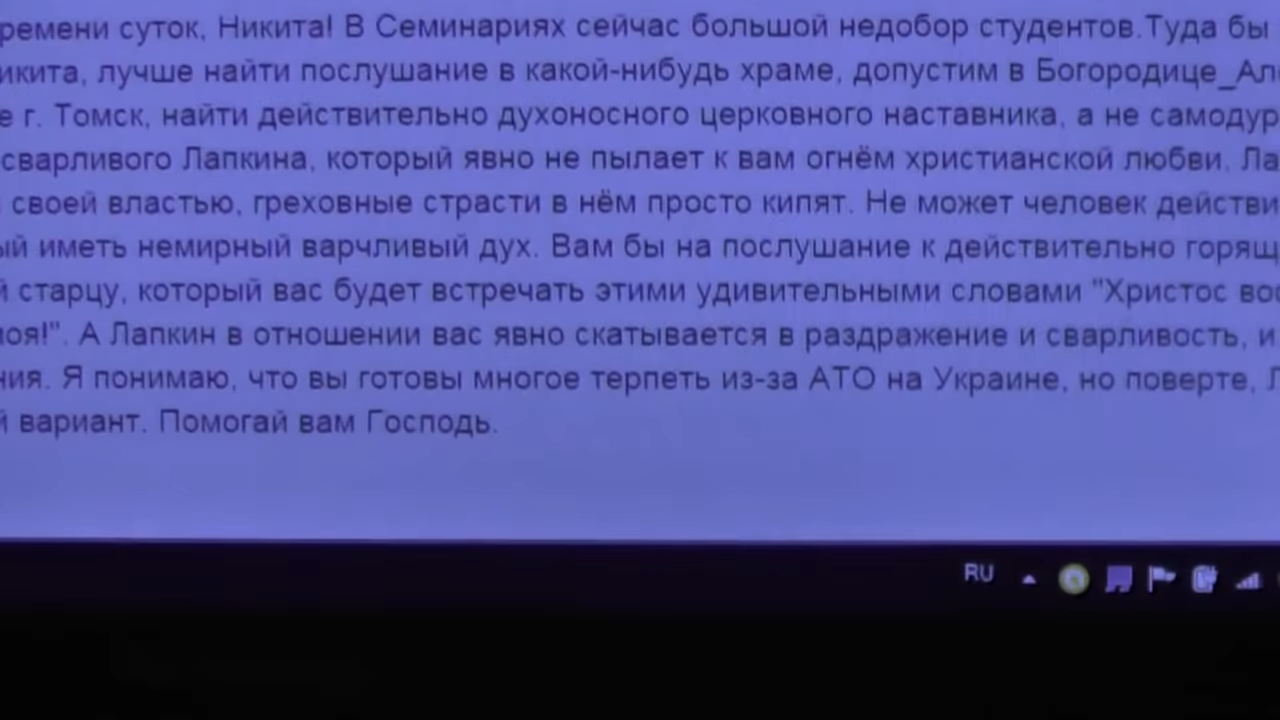 ремени суток, Никита! В Семинариях сейчас большой недобор студентов.Туда бы
икита, лучше найти послушание в какой-нибудь храме, допустим в Богородице_Ал
е г. Томск, найти действительно духоносного церковного наставника, а не самодур
сварливого Лапкина, который явно не пылает к вам огнём христианской любви. Ла
своей властью, греховные страсти в нём просто кипят. Не может человек действи
ый иметь немирный варчливый дух. Вам бы на послушание к действительно горящ
й старцу, который вас будет встречать этими удивительными словами "Христос во
моя!". А Лапкин в отношении вас явно скатывается в раздражение и сварливость, и
ния. Я понимаю, что вы готовы многое терпеть из-за АТО на Украине, но поверте, Л
й вариант. Помогай вам Господь.
RU